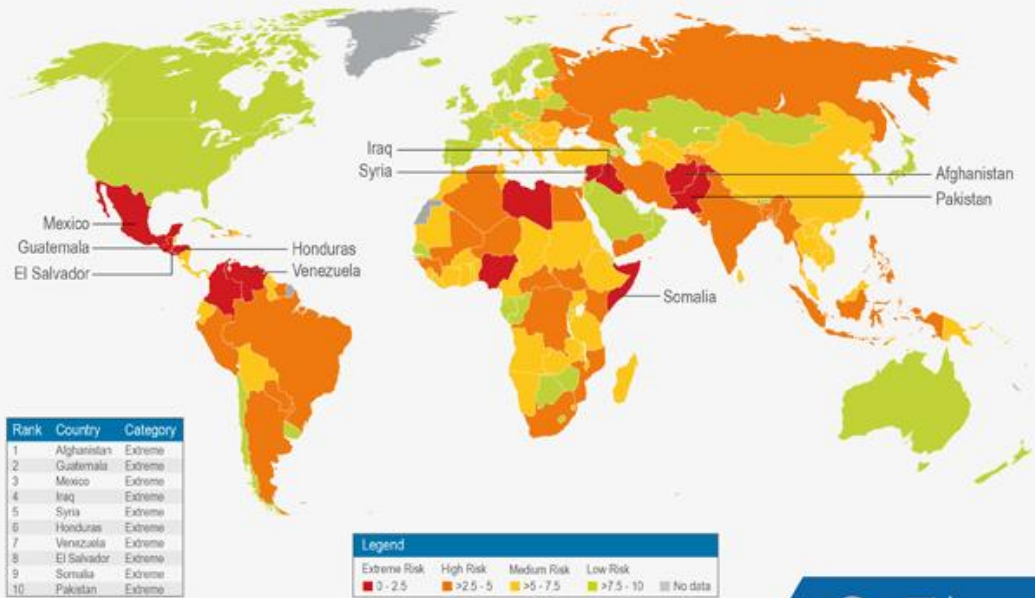 Iraq
Syria
Afghanistan
Pakistan
Mexico
Guatemala
El Salvador
Honduras
Venezuela
Somalia
Rank Country Category
1 Afghanistan Extreme
2 Guatemala Extreme
3 Mexico Extreme
4 Iraq Extreme
5 Syria Extreme
6 Honduras Extreme
7 Venezuela Extreme
8 El Salvador Extreme
9 Somalia Extreme
10 Pakistan Extreme
Legend
Extreme Risk High Risk Medium Risk Low Risk
0 - 2.5 >2.5 - 5 >5 - 7.5 >7.5 - 10 No data